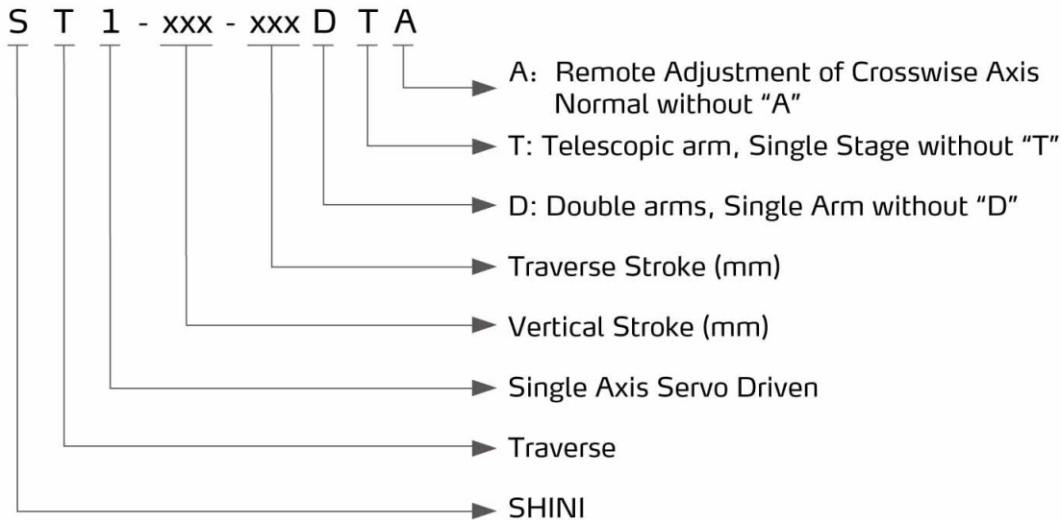 S T 1 - xxx - xxx D T A
A: Remote Adjustment of Crosswise Axis
Normal without “A”
T: Telescopic arm, Single Stage without “T”
D: Double arms, Single Arm without “D”
Traverse Stroke (mm)
Vertical Stroke (mm)
Single Axis Servo Driven
Traverse
SHINI